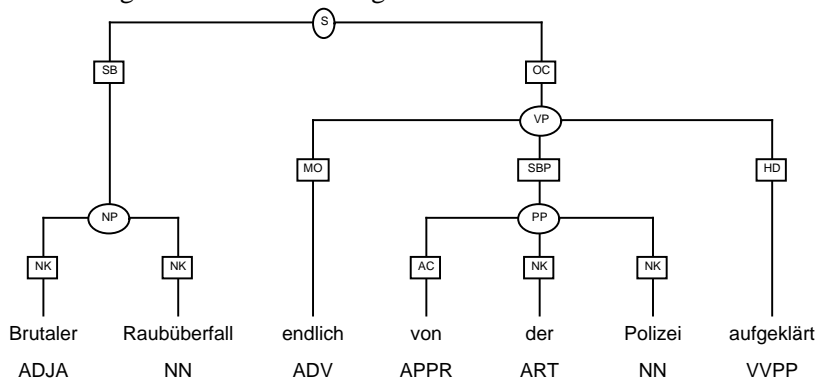 S
SB OC
VP
MO SBP HD
NP PP
NK NK AC NK NK
Brutaler Raubüberfall endlich von der Polizei aufgeklärt
ADJA NN ADV APPR ART NN VVPP